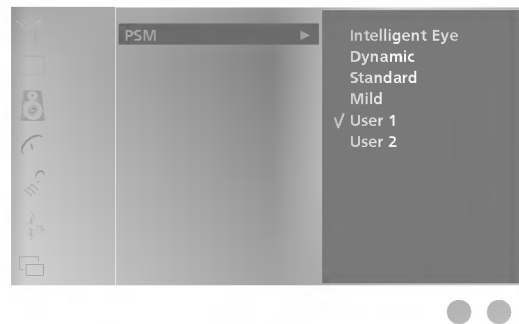 PSM
Intelligent Eye
Dynamic
Standard
Mild
√ User 1
User 2